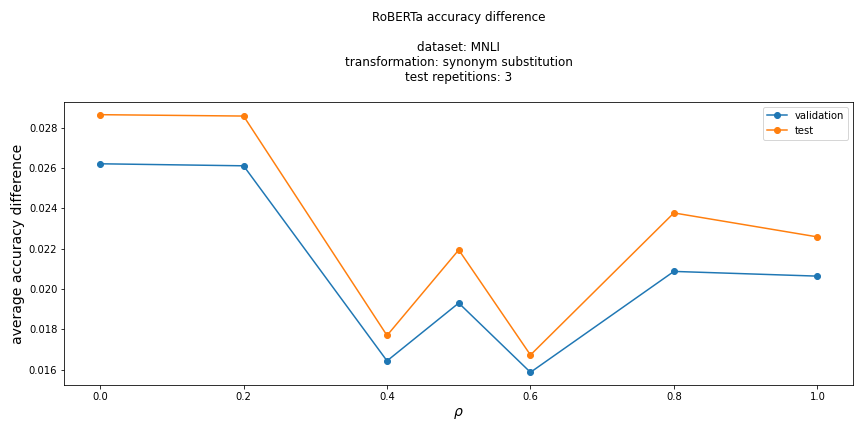 RoBERTa accuracy difference
dataset: MNLI
transformation: synonym substitution
test repetitions: 3
validation
test
average accuracy difference
0.028
0.026
0.024
0.022
0.020
0.018
0.016
0.0 0.2 0.4 0.6 0.8 1.0
ρ